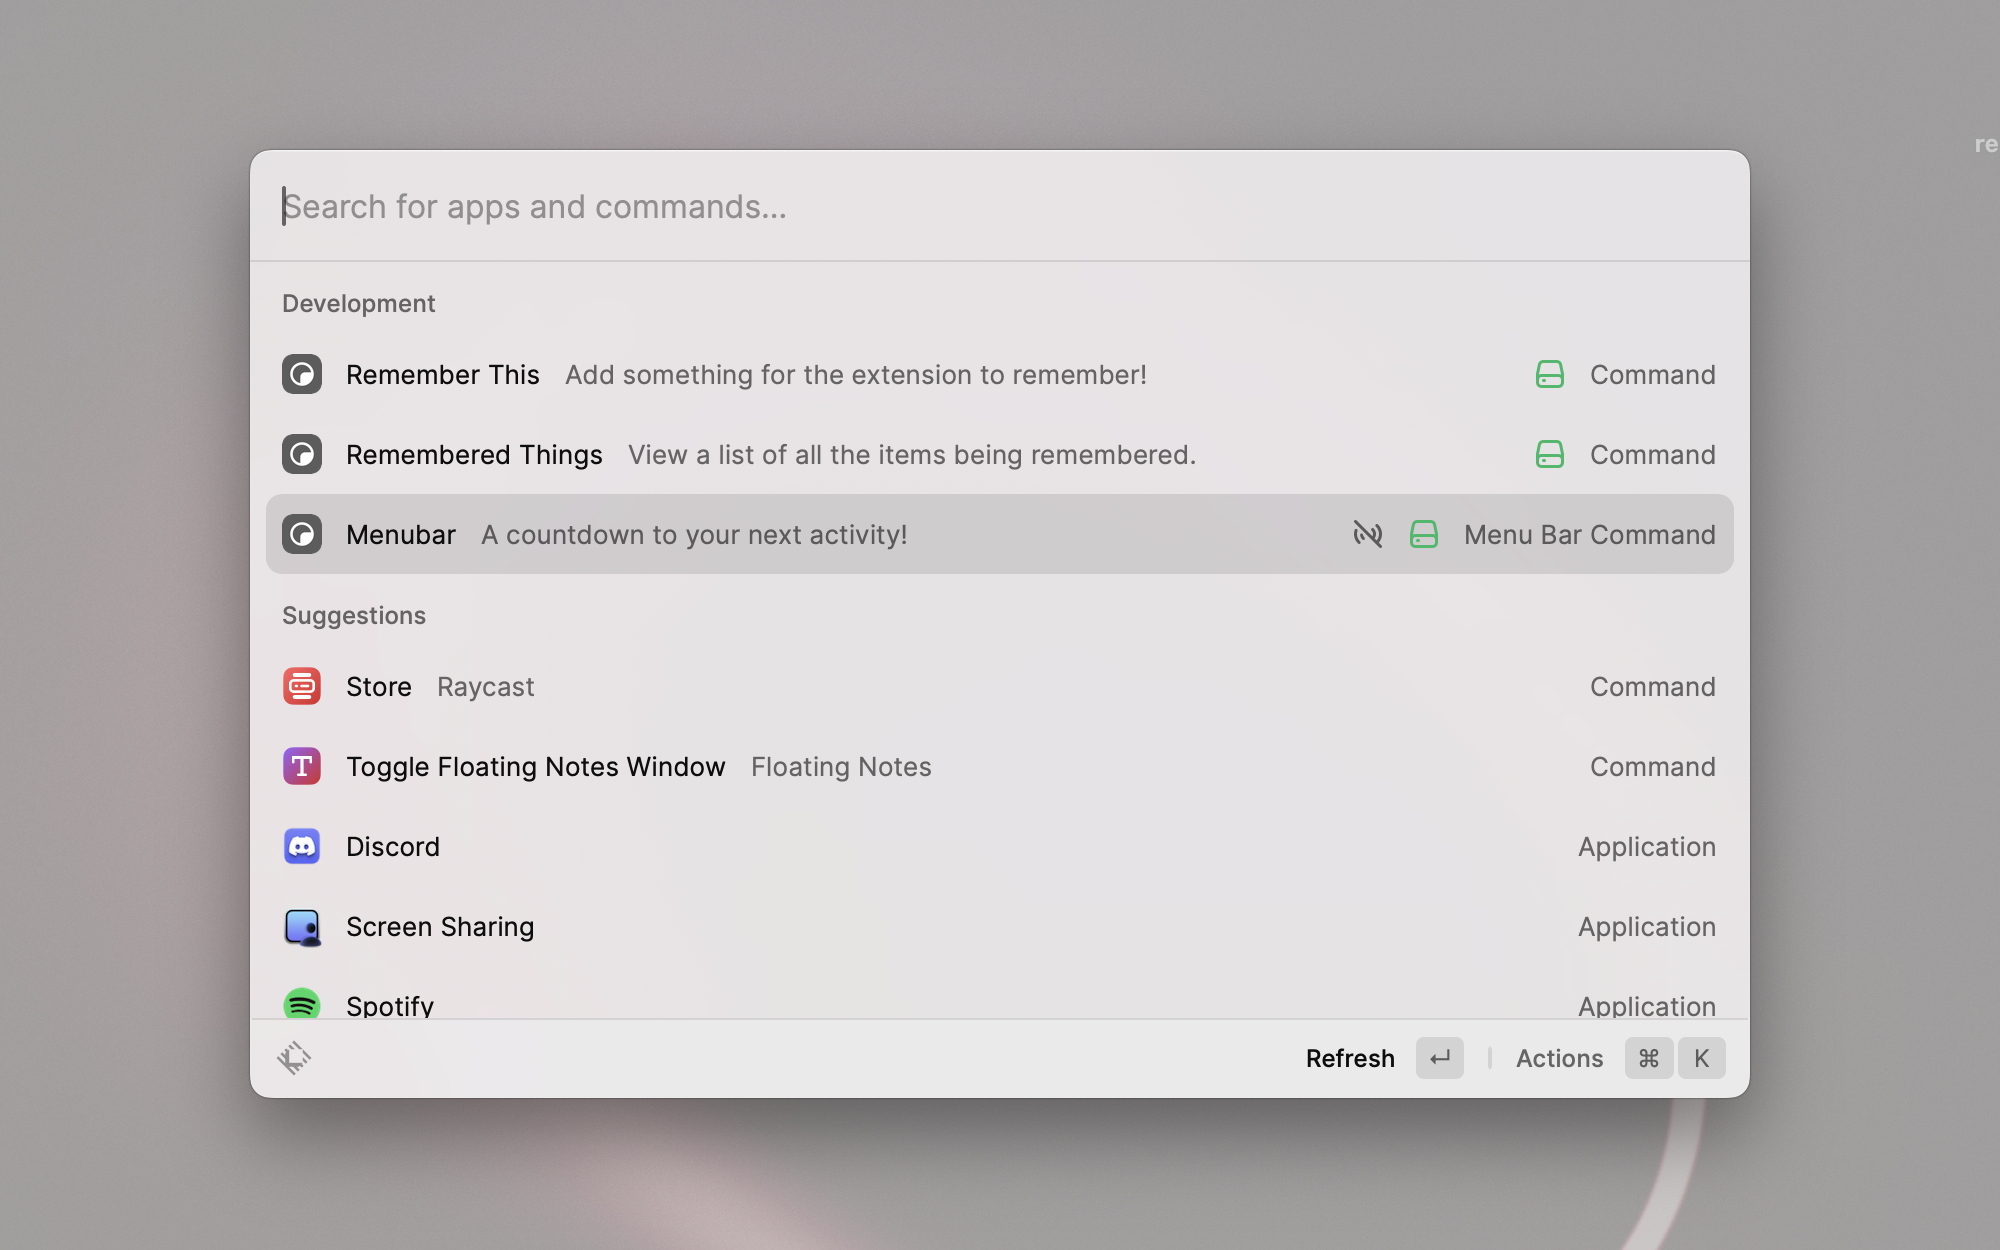 re
Search for apps and commands...
Development
Remember This Add something for the extension to remember! Command
Remembered Things View a list of all the items being remembered. Command
Menubar A countdown to your next activity! Menu Bar Command
Suggestions
Store Raycast Command
T Toggle Floating Notes Window Floating Notes Command
Discord Application
Screen Sharing Application
Spotify Application
Refresh ↵ Actions ⌘ K